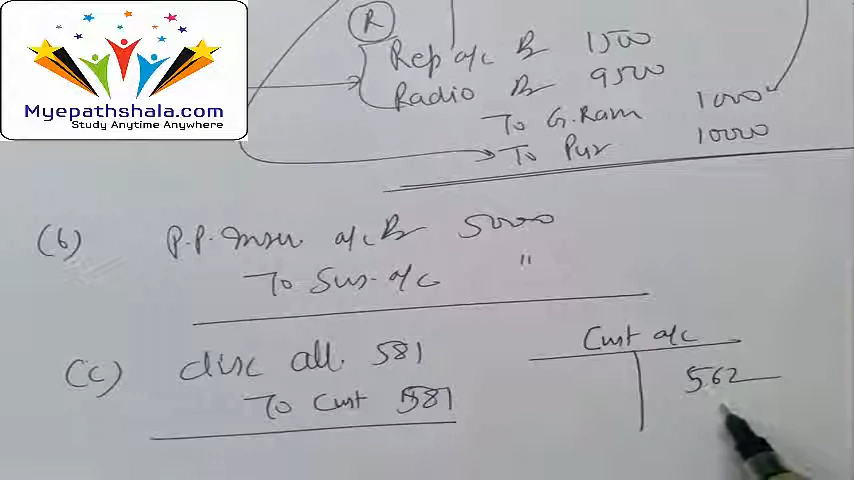 R
Rep a/c Dr 1500
Radio Dr 9500
To G.Ram 1000
To Pur 10000
Myepathshala.com
Study Anytime Anywhere
(b) P.P. Insu. a/c Dr 5000
To Sus. a/c "
(c) disc all. 581
To Cust 581
Cust a/c
562